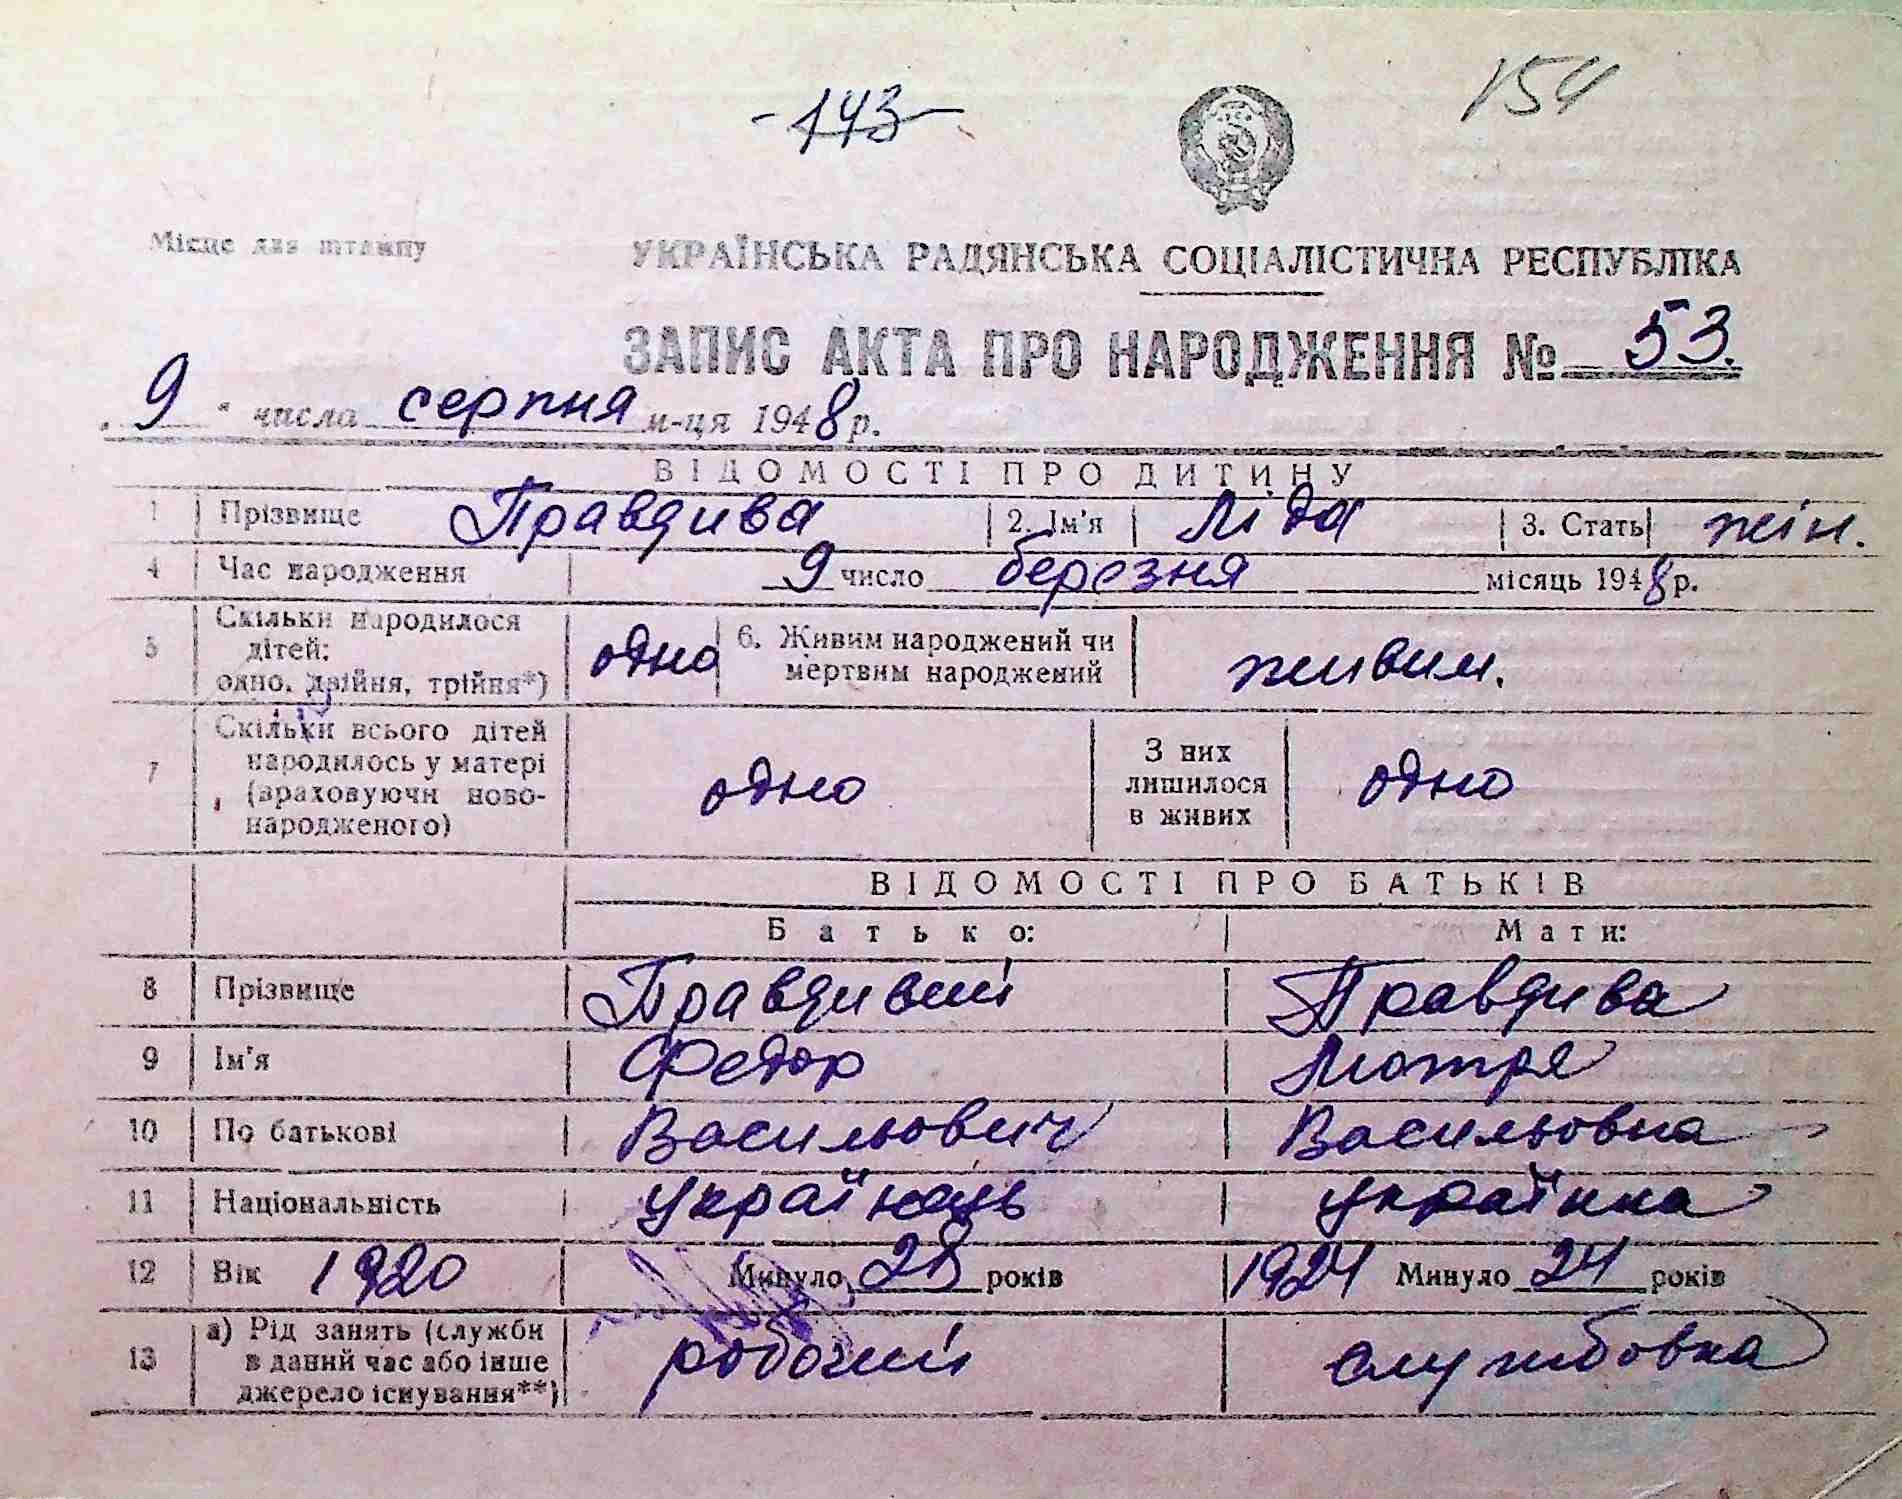 -143-
154
Місце для штампу
УКРАЇНСЬКА РАДЯНСЬКА СОЦІАЛІСТИЧНА РЕСПУБЛІКА
ЗАПИС АКТА ПРО НАРОДЖЕННЯ № 53.
„ 9 “ числа серпня м-ця 1948 р.
ВІДОМОСТІ ПРО ДИТИНУ
1 Прізвище Правдива 2. Ім'я Ліда 3. Стать жін.
4 Час народження 9 число березня місяць 1948 р.
5 Скільки народилося дітей: одно, двійня, трійня*) одно 6. Живим народжений чи мертвим народжений живим.
7 Скільки всього дітей народилось у матері (враховуючи новонародженого) одно З них лишилося в живих одно
ВІДОМОСТІ ПРО БАТЬКІВ
Батько: Мати:
8 Прізвище Правдивий Правдива
9 Ім'я Федор Мотря
10 По батькові Васильович Васильовна
11 Національність українець українка
12 Вік 1920 Минуло 28 років 1924 Минуло 24 років
13 а) Рід занять (служби в даний час або інше джерело існування**) робочий службовка